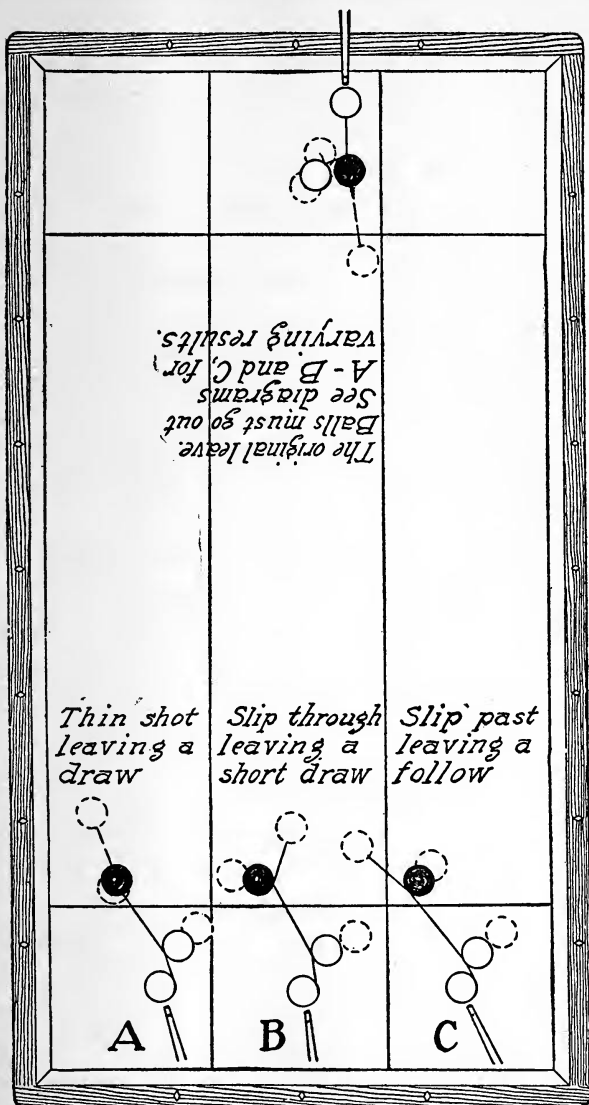 The original leave.
Balls must go out
See diagrams
A - B and C, for
varying results.
Thin shot
leaving a
draw
Slip through
leaving a
short draw
Slip past
leaving a
follow
A
B
C